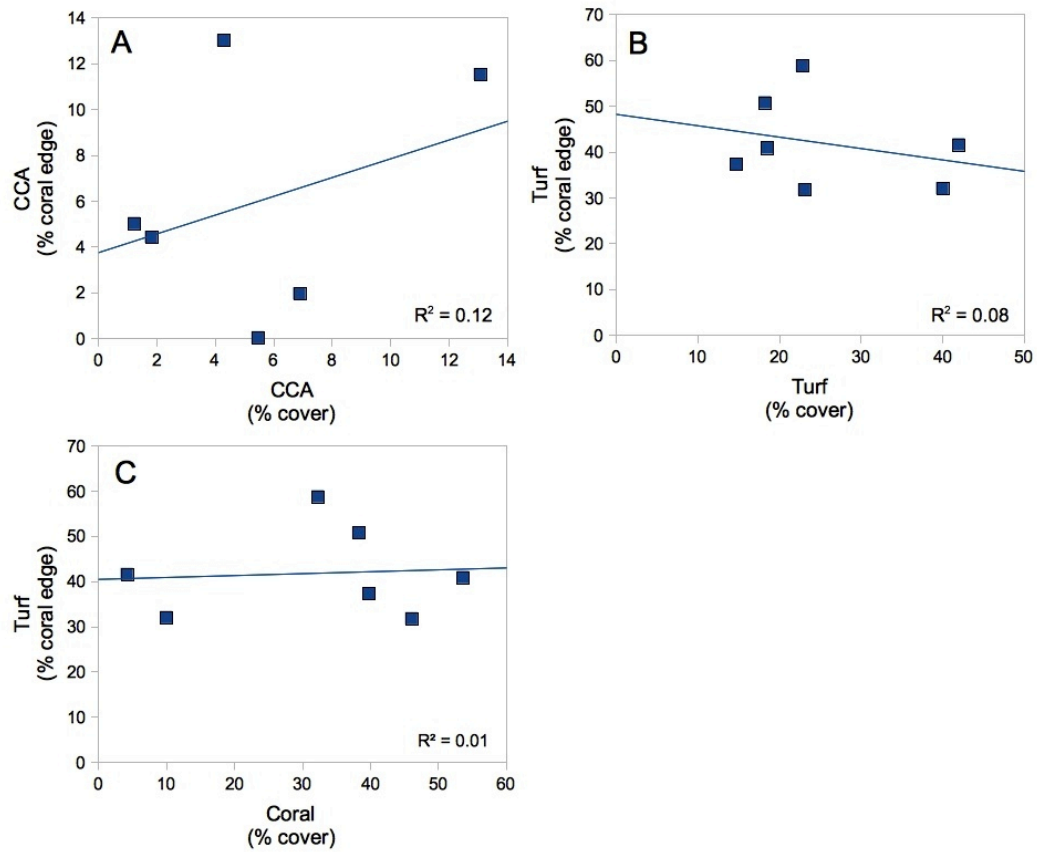 A
14
12
10
8
6
4
2
0
CCA
(% coral edge)
R² = 0.12
0 2 4 6 8 10 12 14
CCA
(% cover)
B
70
60
50
40
30
20
10
0
Turf
(% coral edge)
R² = 0.08
0 10 20 30 40 50
Turf
(% cover)
C
70
60
50
40
30
20
10
0
Turf
(% coral edge)
R² = 0.01
0 10 20 30 40 50 60
Coral
(% cover)